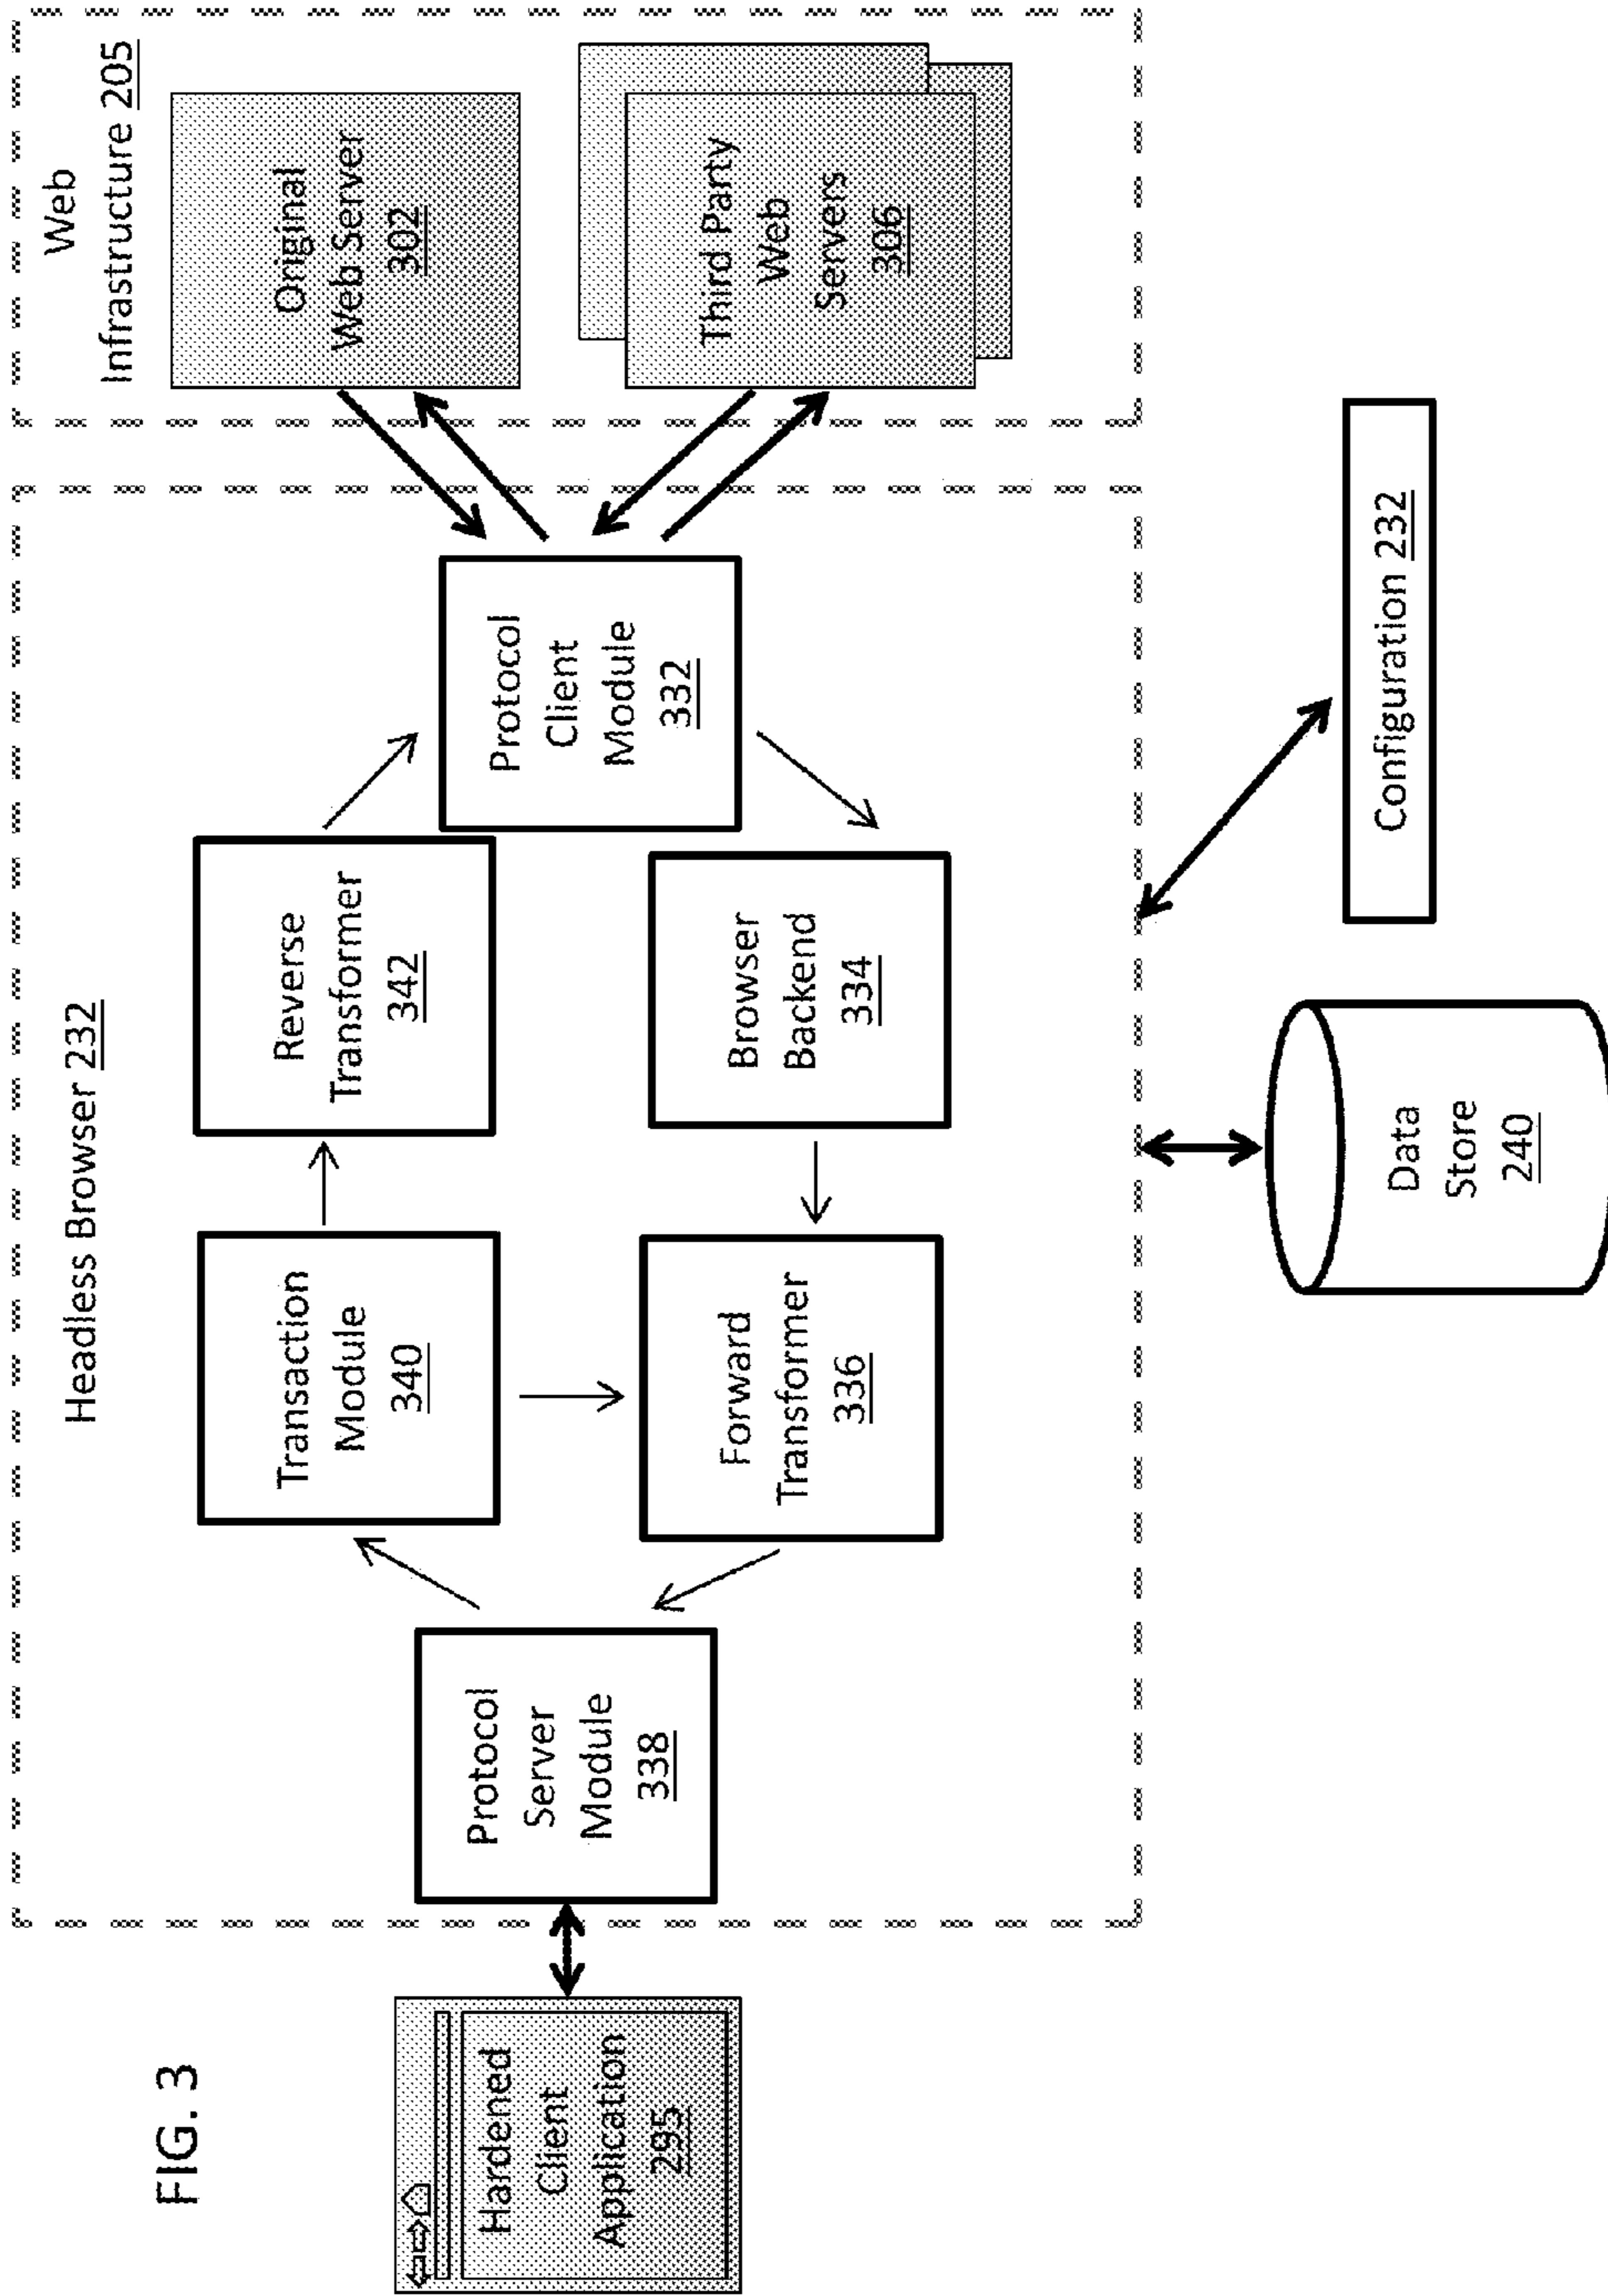 FIG. 3
Headless Browser 232
Web
Infrastructure 205
Hardened
Client
Application
295
Protocol
Server
Module
338
Transaction
Module
340
Reverse
Transformer
342
Forward
Transformer
336
Browser
Backend
334
Protocol
Client
Module
332
Original
Web Server
302
Third Party
Web
Servers
306
Data
Store
240
Configuration 232